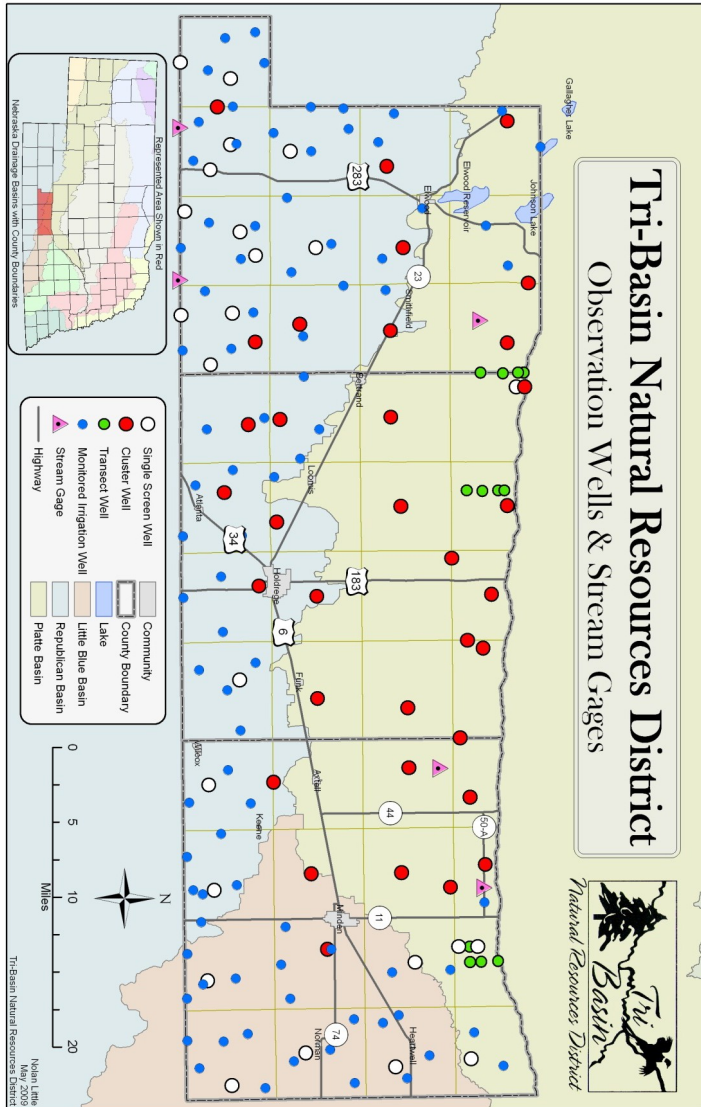 Tri-Basin Natural Resources District
Observation Wells & Stream Gages
Tri
Basin
Natural Resources District
Gallagher Lake
Johnson Lake
Elwood Reservoir
Elwood
283
23
Smithfield
Bertrand
Loomis
Atlanta
34
Holdrege
183
6
Funk
Axtell
Wilcox
Keene
44
50-A
11
Minden
74
Norman
Heartwell
Represented Area Shown in Red
Nebraska Drainage Basins with County Boundaries
Single Screen Well
Cluster Well
Transect Well
Monitored Irrigation Well
Stream Gage
Highway
Community
County Boundary
Lake
Little Blue Basin
Republican Basin
Platte Basin
0 5 10 20
Miles
N
Nolan Little
May 2009
Tri-Basin Natural Resources District